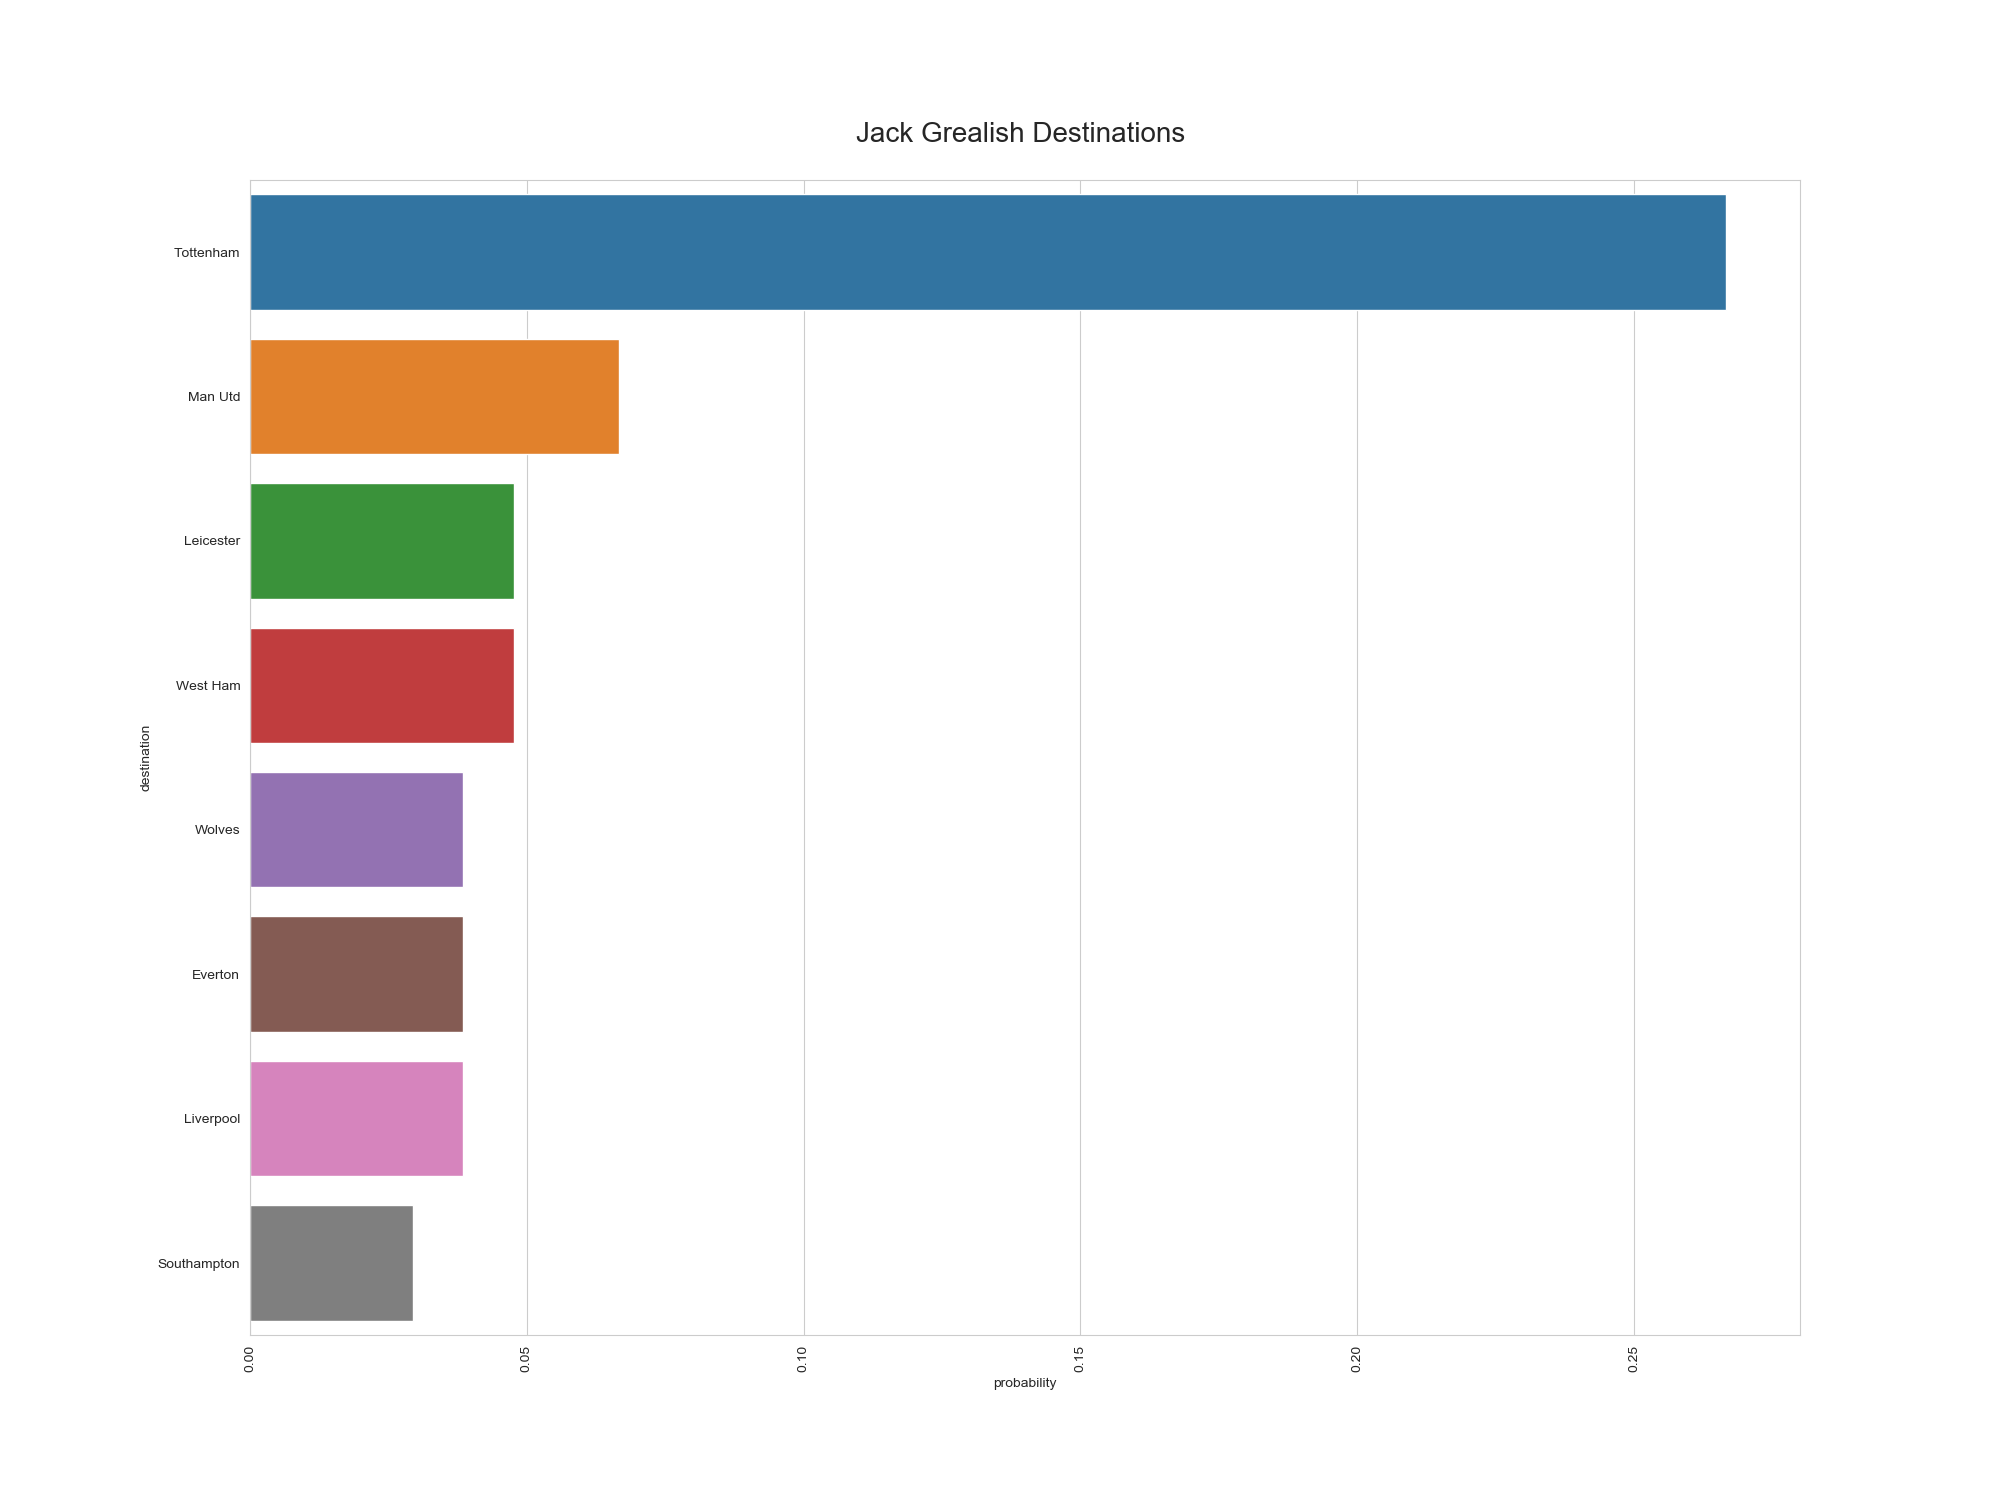 Jack Grealish Destinations
Tottenham
Man Utd
Leicester
West Ham
Wolves
Everton
Liverpool
Southampton
destination
0.00
0.05
0.10
0.15
0.20
0.25
probability